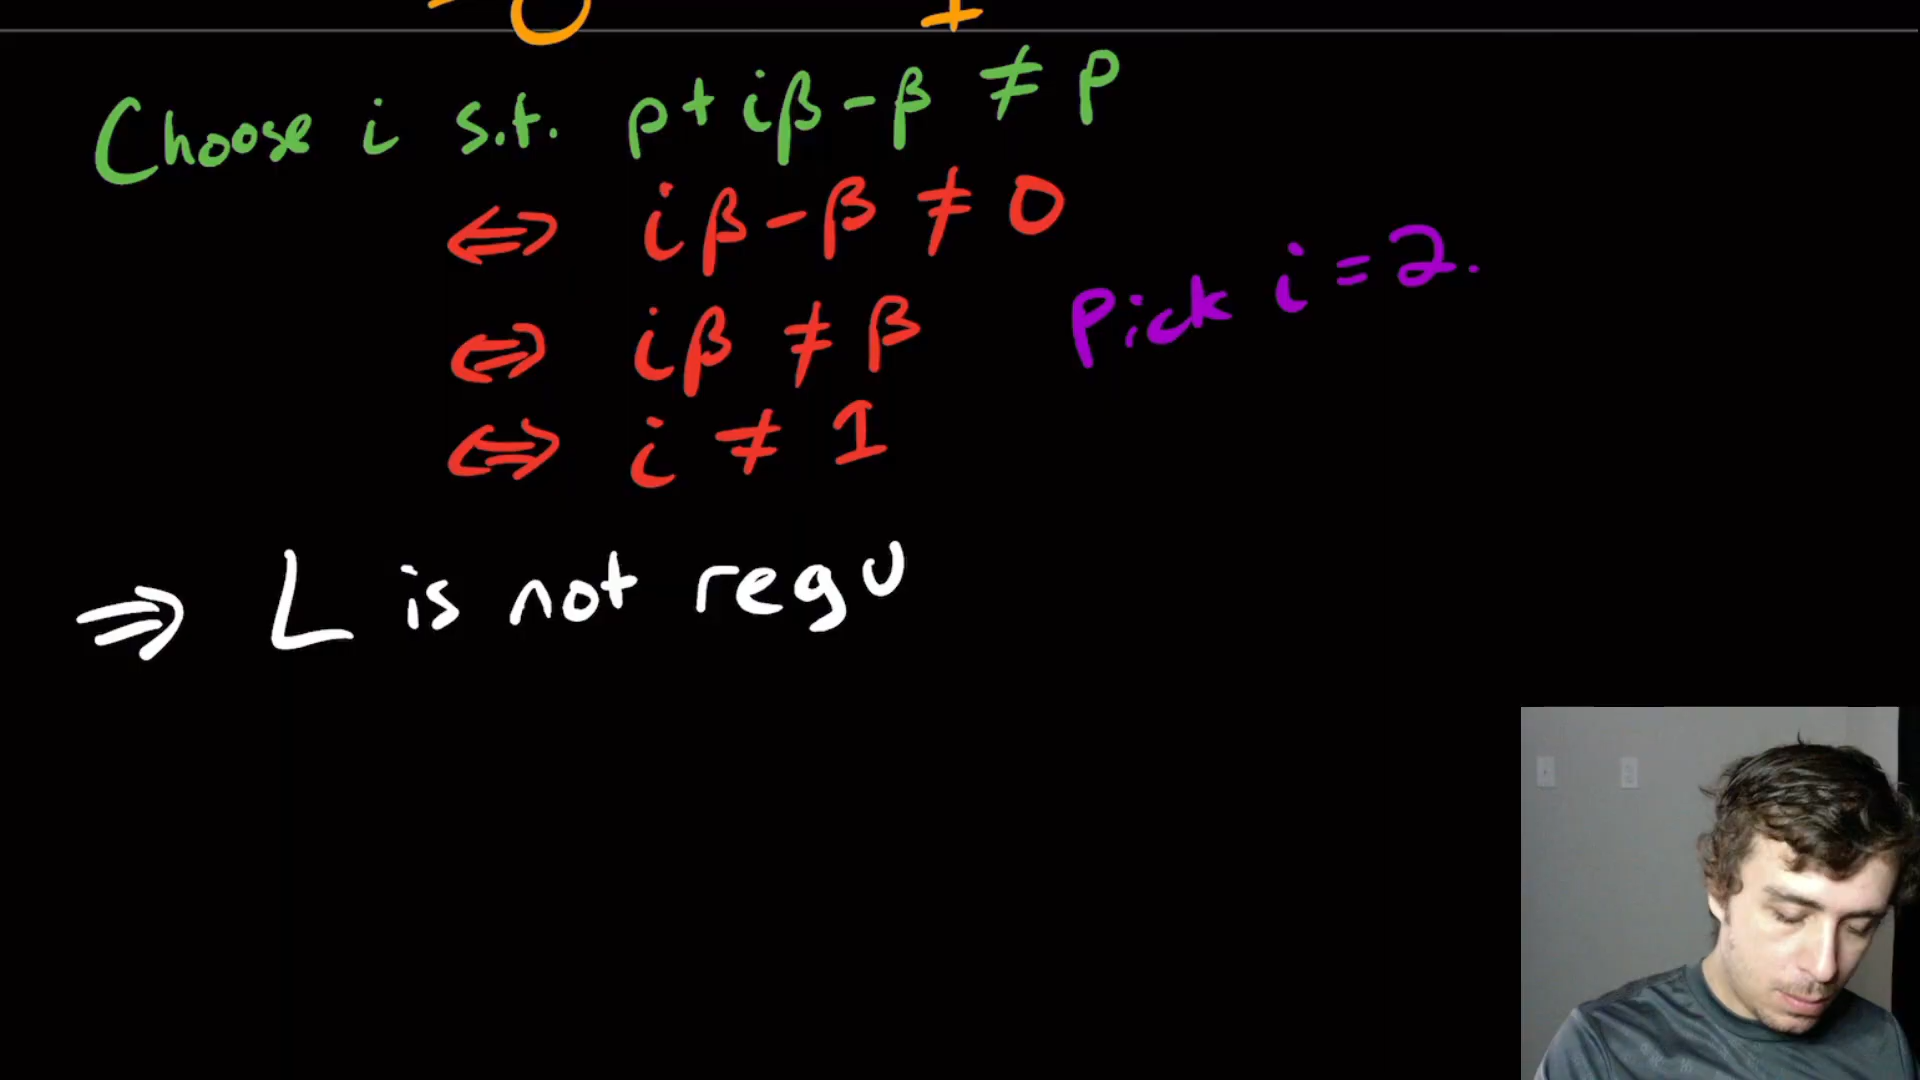 Choose i s.t. p+iβ-β ≠ p
⇔ iβ-β ≠ 0
⇔ iβ ≠ β
Pick i=2.
⇔ i ≠ 1
⇒ L is not regu